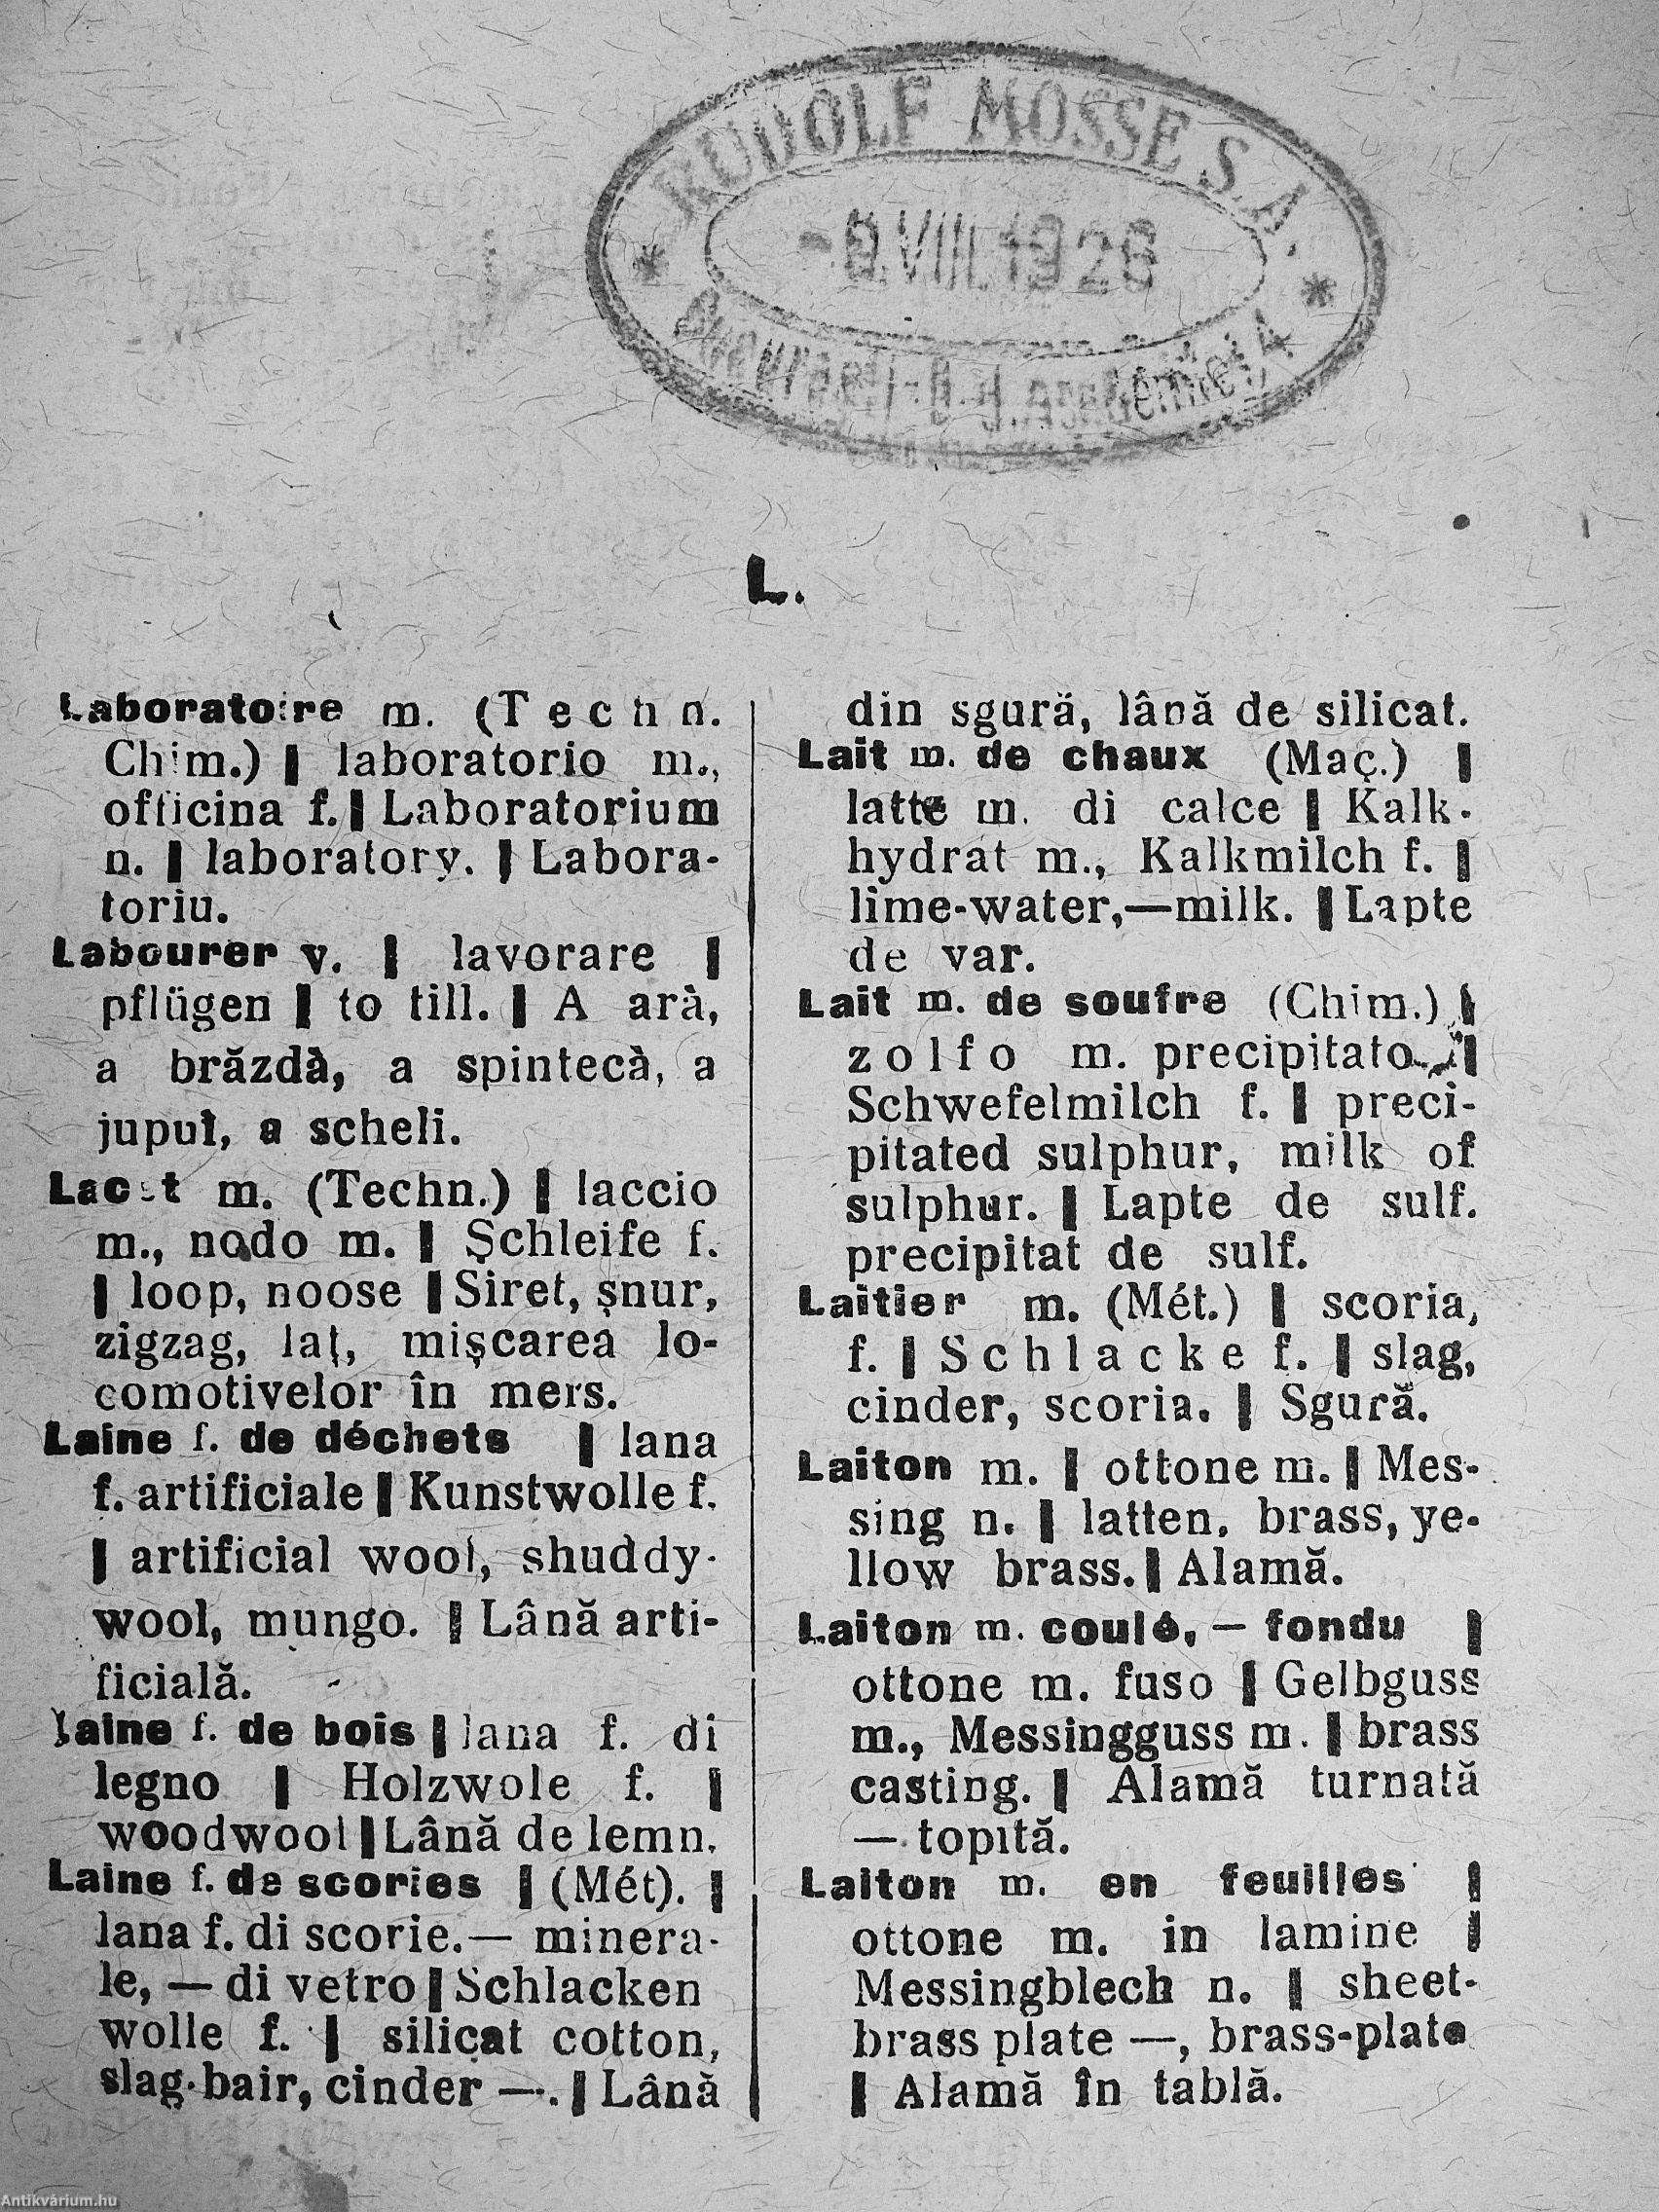 RUDOLF MOSSE S.A.
VIII.1928
L.
Laboratoire m. (Techn.
Chim.) | laboratorio m.,
officina f. | Laboratorium
n. | laboratory. | Labora-
toriu.
Labourer v. | lavorare |
pflügen | to till. | A arà,
a brăzdà, a spintecà, a
jupui, a scheli.
Lacet m. (Techn.) | laccio
m., nodo m. | Schleife f.
| loop, noose | Siret, șnur,
zigzag, laț, mișcarea lo-
comotivelor în mers.
Laine f. de déchets | lana
f. artificiale | Kunstwolle f.
| artificial wool, shuddy-
wool, mungo. | Lână arti-
ficială.
Laine f. de bois | lana f. di
legno | Holzwole f. |
woodwool | Lână de lemn.
Laine f. de scories | (Mét). |
lana f. di scorie.— minera-
le, — di vetro | Schlacken
wolle f. | silicat cotton,
slag-bair, cinder —. | Lână
din sgură, lână de silicat.
Lait m. de chaux (Maç.) |
latte m. di calce | Kalk-
hydrat m., Kalkmilch f. |
lime-water,—milk. | Lapte
de var.
Lait m. de soufre (Chim.) |
zolfo m. precipitato. |
Schwefelmilch f. | preci-
pitated sulphur, milk of
sulphur. | Lapte de sulf.
precipitat de sulf.
Laitier m. (Mét.) | scoria,
f. | Schlacke f. | slag,
cinder, scoria. | Sgură.
Laiton m. | ottone m. | Mes-
sing n. | latten, brass, ye-
llow brass. | Alamă.
Laiton m. coulé, — fondu |
ottone m. fuso | Gelbguss
m., Messingguss m. | brass
casting. | Alamă turnată
— topită.
Laiton m. en feuilles |
ottone m. in lamine |
Messingblech n. | sheet-
brass plate —, brass-plate
| Alamă în tablă.
Antikvárium.hu